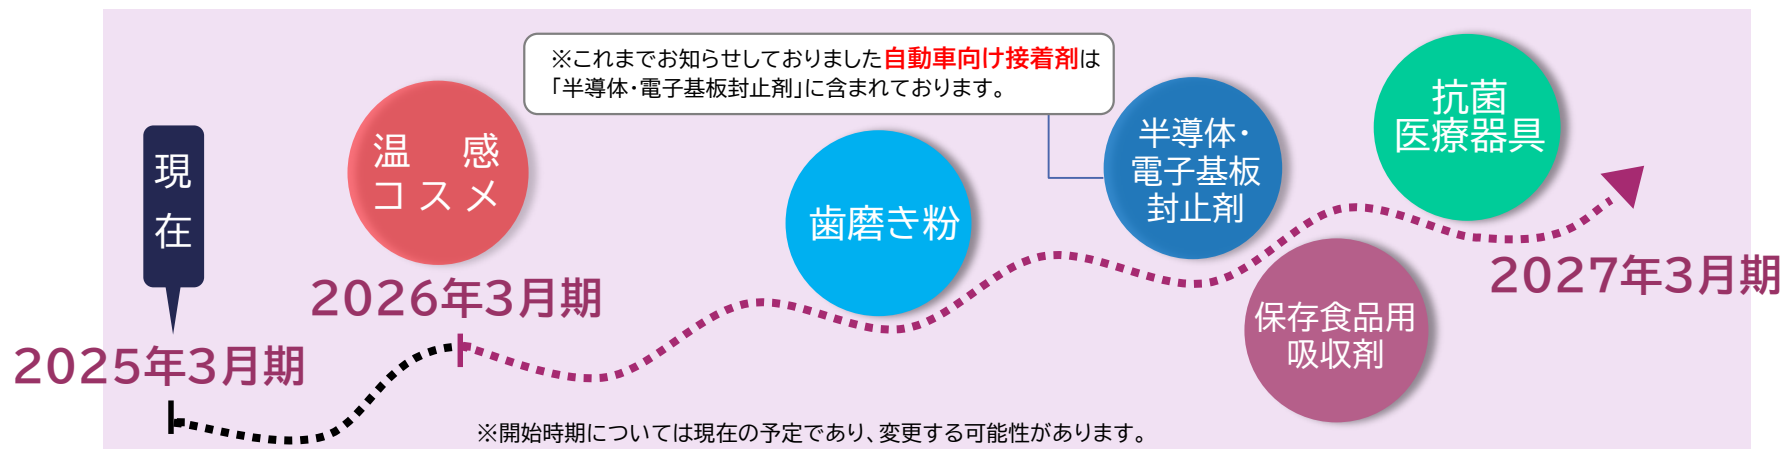 ※これまでお知らせしておりました自動車向け接着剤は
「半導体・電子基板封止剤」に含まれております。
現
在
温 感
コスメ
歯磨き粉
半導体・
電子基板
封止剤
抗菌
医療器具
保存食品用
吸収剤
2025年3月期
2026年3月期
2027年3月期
※開始時期については現在の予定であり、変更する可能性があります。